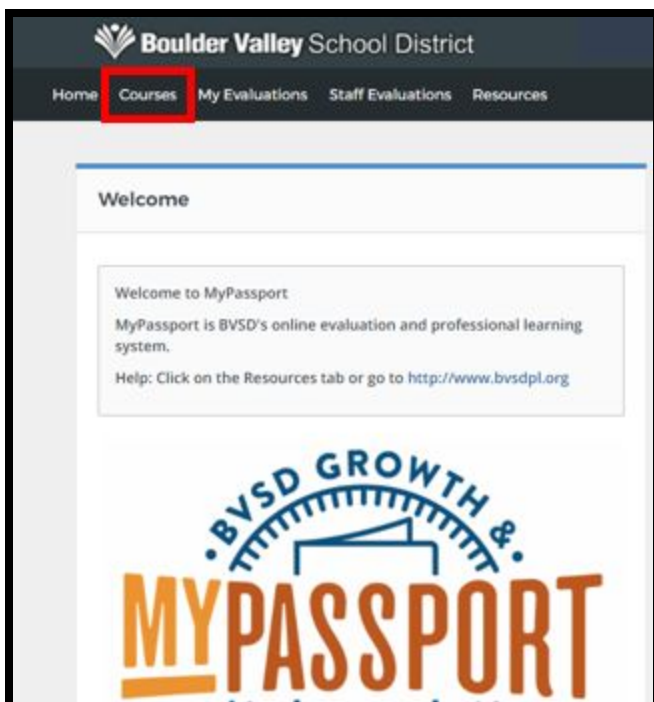 Boulder Valley School District
Home Courses My Evaluations Staff Evaluations Resources
Welcome
Welcome to MyPassport
MyPassport is BVSD's online evaluation and professional learning
system.
Help: Click on the Resources tab or go to http://www.bvsdpl.org
•BVSD GROWTH &•
MYPASSPORT